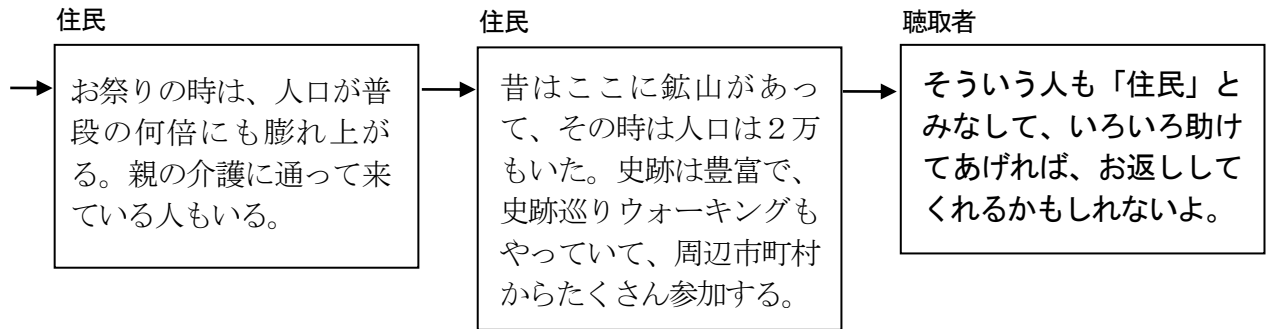 住民
お祭りの時は、人口が普
段の何倍にも膨れ上が
る。親の介護に通って来
ている人もいる。
住民
昔はここに鉱山があっ
て、その時は人口は２万
もいた。史跡は豊富で、
史跡巡りウォーキングも
やっていて、周辺市町村
からたくさん参加する。
聴取者
そういう人も「住民」と
みなして、いろいろ助け
てあげれば、お返しして
くれるかもしれないよ。